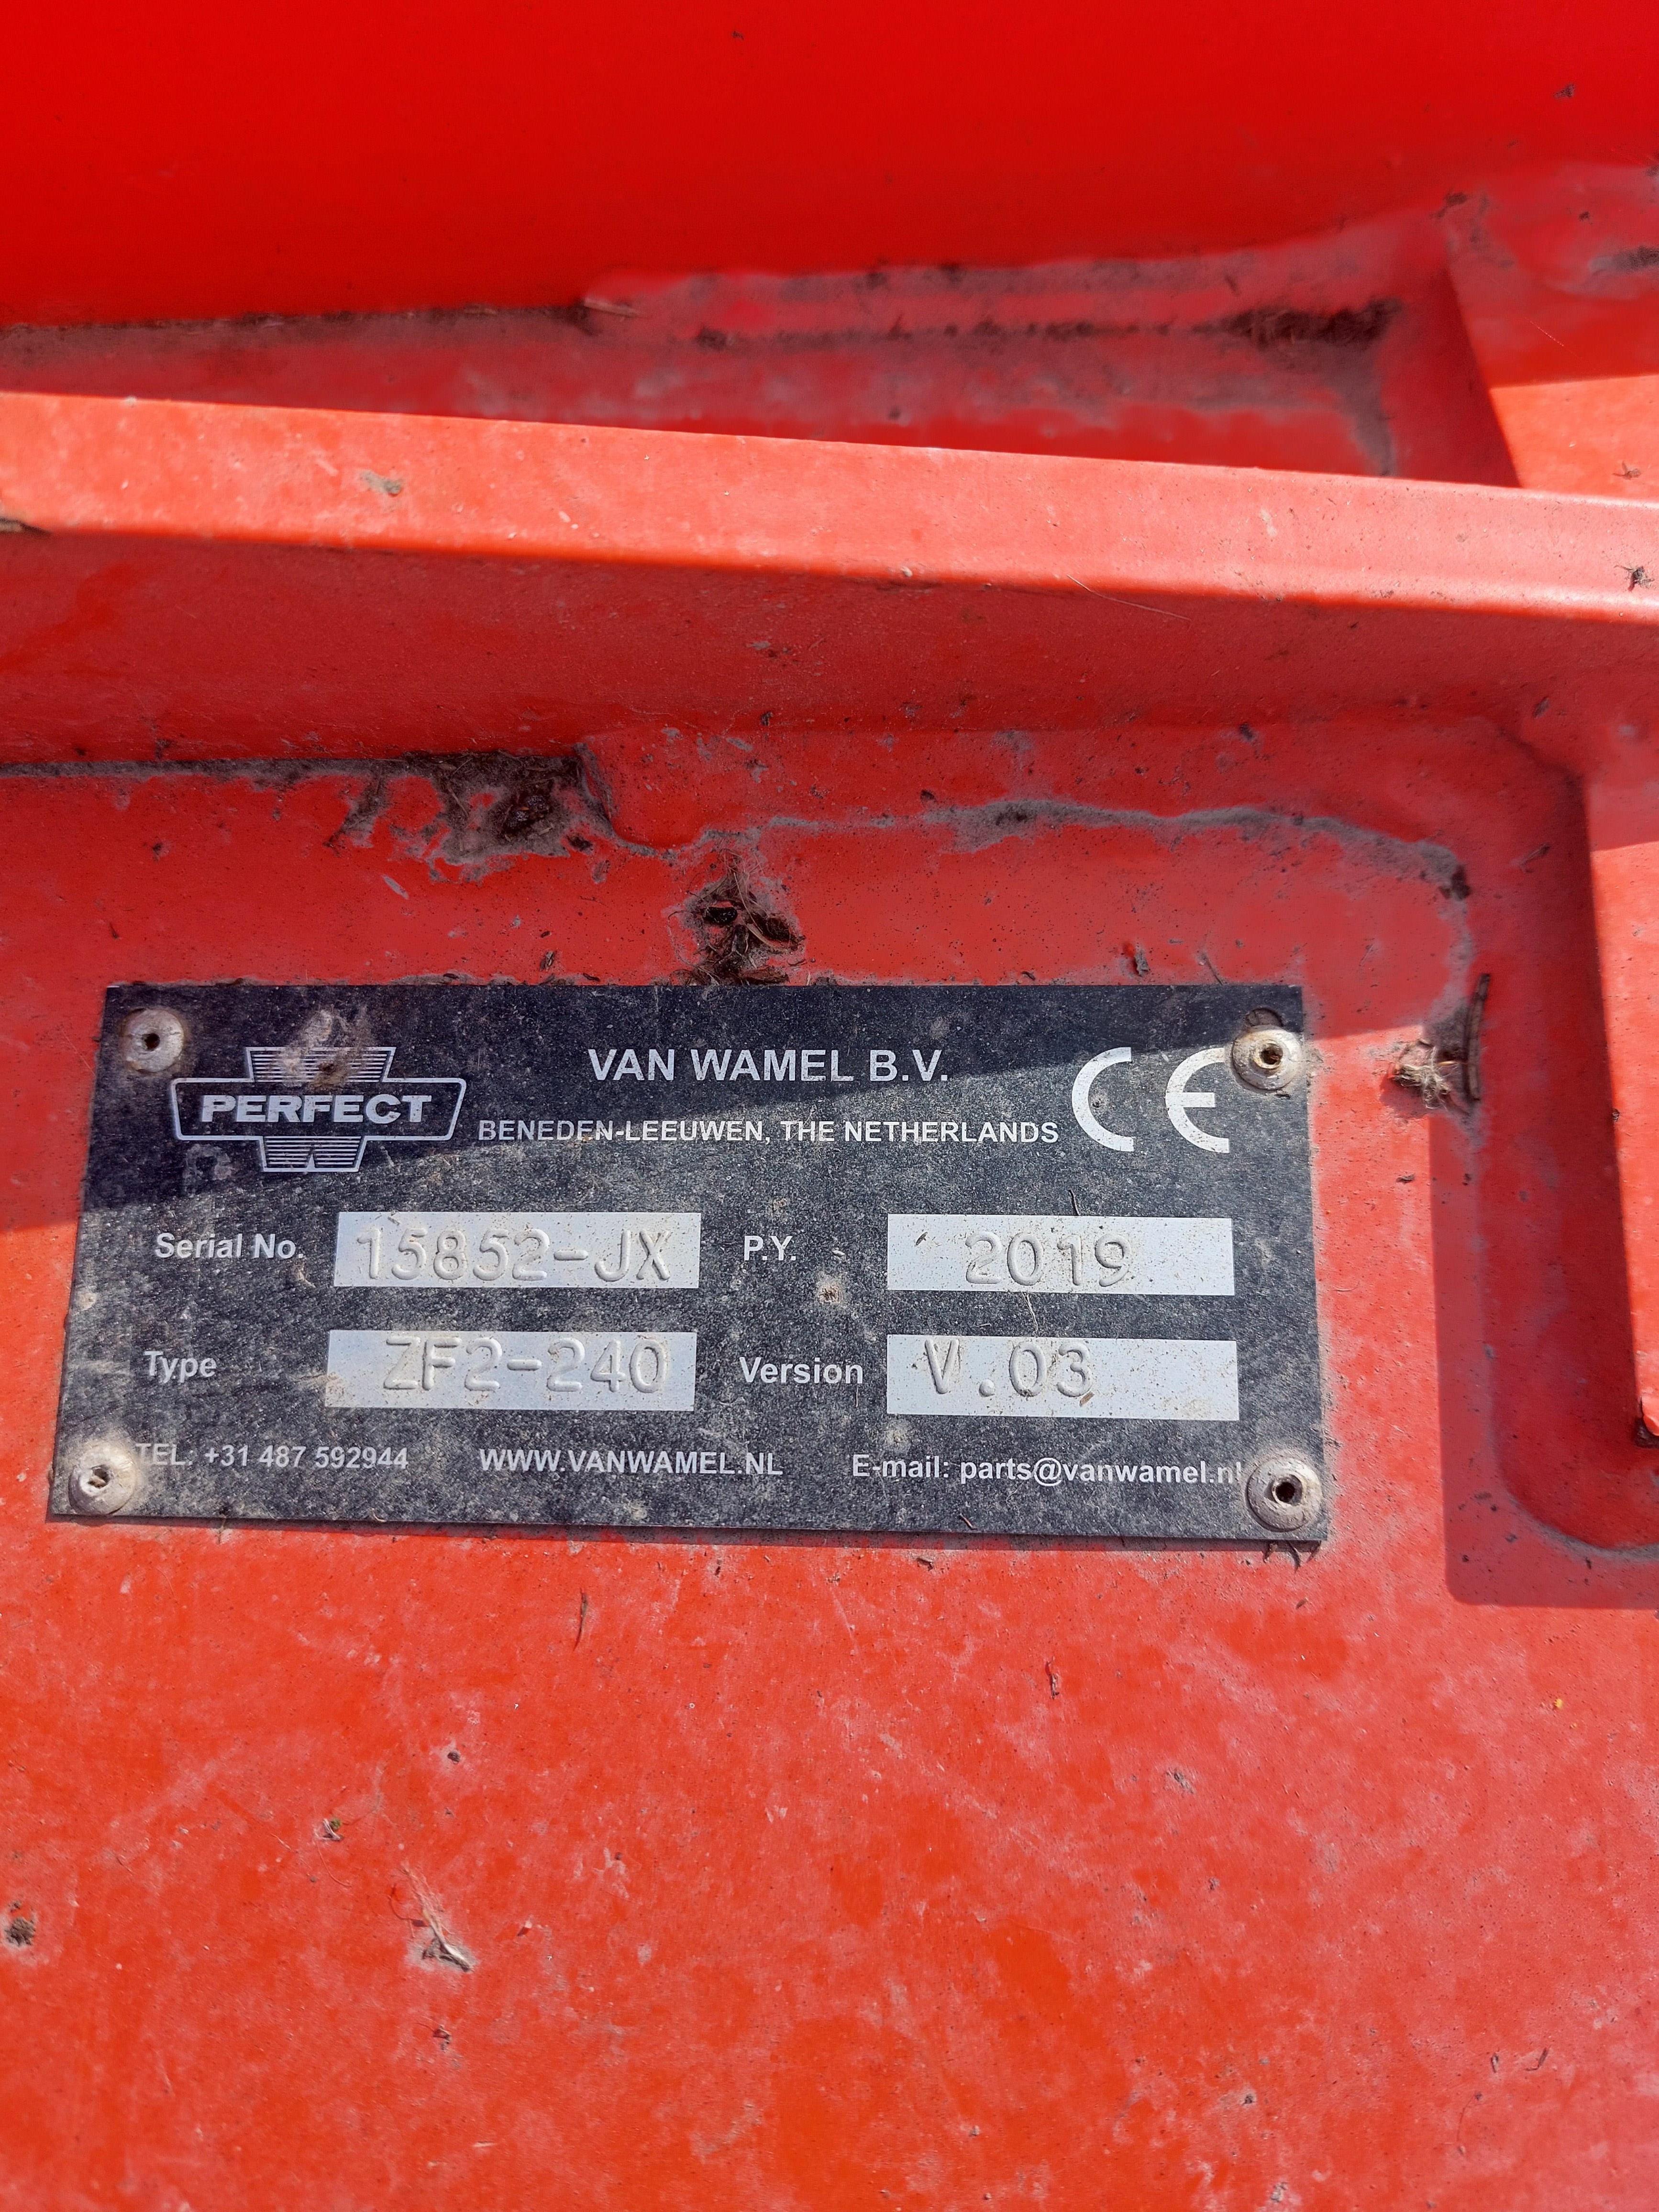 PERFECT
VAN WAMEL B.V.
BENEDEN-LEEUWEN, THE NETHERLANDS
CE
Serial No. 15852-JX P.Y. 2019
Type ZF2-240 Version V.03
TEL: +31 487 592944 WWW.VANWAMEL.NL E-mail: parts@vanwamel.nl